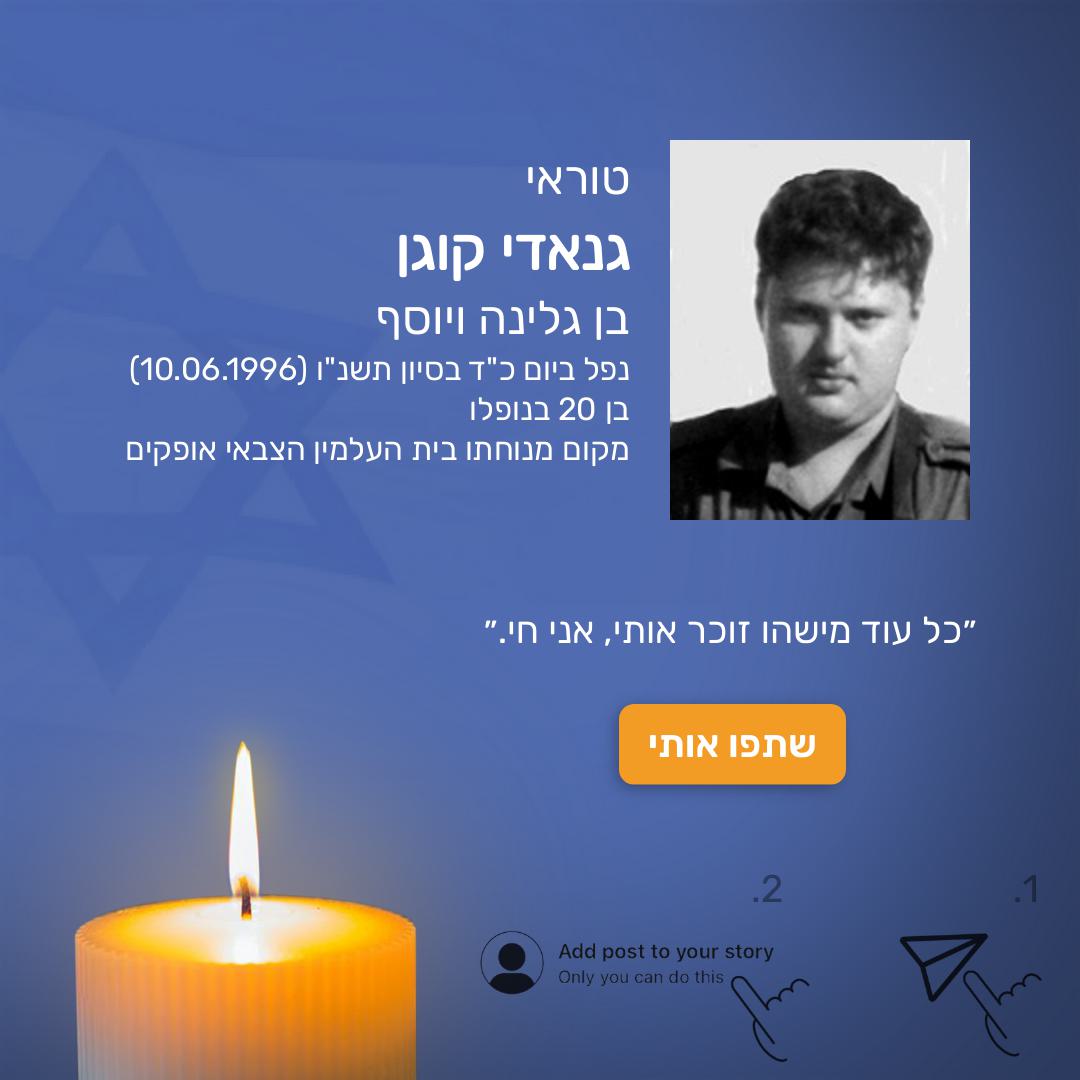 טוראי
גנאדי קוגן
בן גלינה ויוסף
נפל ביום כ"ד בסיון תשנ"ו (10.06.1996)
בן 20 בנופלו
מקום מנוחתו בית העלמין הצבאי אופקים
״כל עוד מישהו זוכר אותי, אני חי.״
שתפו אותי
1.
2.
Add post to your story
Only you can do this